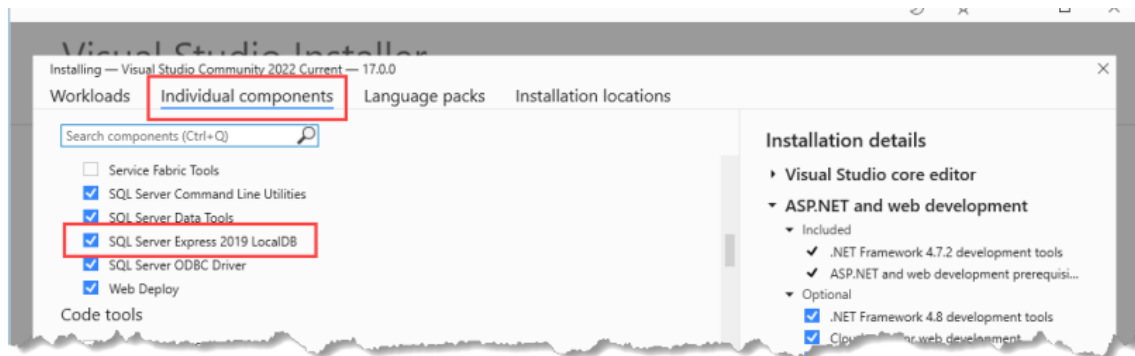 Visual Studio Installer
Installing — Visual Studio Community 2022 Current — 17.0.0
Workloads Individual components Language packs Installation locations
Search components (Ctrl+Q)
Service Fabric Tools
SQL Server Command Line Utilities
SQL Server Data Tools
SQL Server Express 2019 LocalDB
SQL Server ODBC Driver
Web Deploy
Code tools
Installation details
Visual Studio core editor
ASP.NET and web development
Included
.NET Framework 4.7.2 development tools
ASP.NET and web development prerequisi...
Optional
.NET Framework 4.8 development tools
web development